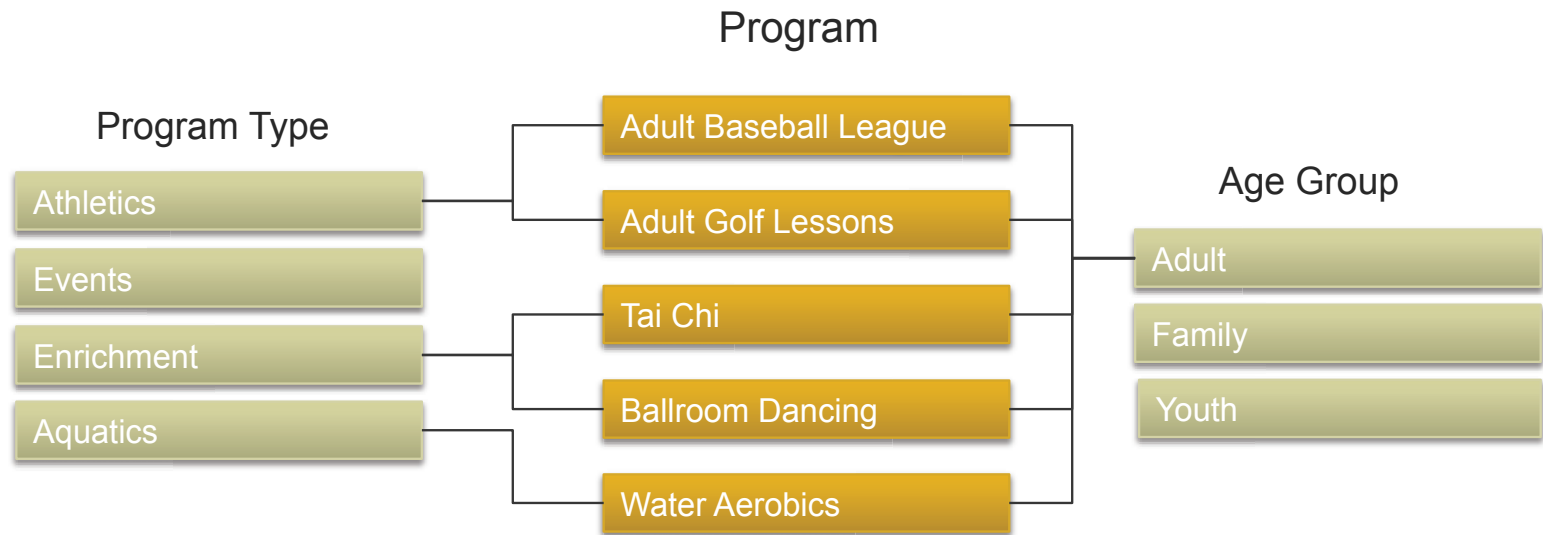 Program
Program Type
Athletics
Events
Enrichment
Aquatics
Adult Baseball League
Adult Golf Lessons
Tai Chi
Ballroom Dancing
Water Aerobics
Age Group
Adult
Family
Youth